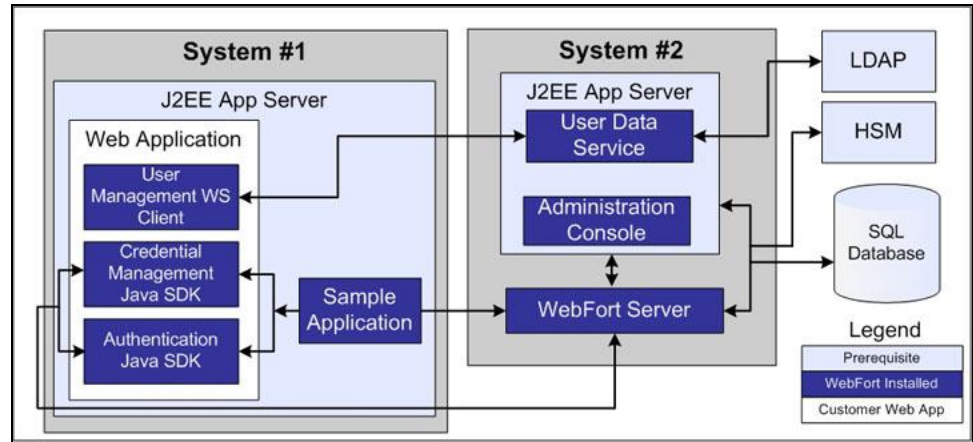 System #1
J2EE App Server
Web Application
User
Management WS
Client
Credential
Management
Java SDK
Authentication
Java SDK
Sample
Application
System #2
J2EE App Server
User Data
Service
Administration
Console
WebFort Server
LDAP
HSM
SQL
Database
Legend
Prerequisite
WebFort Installed
Customer Web App